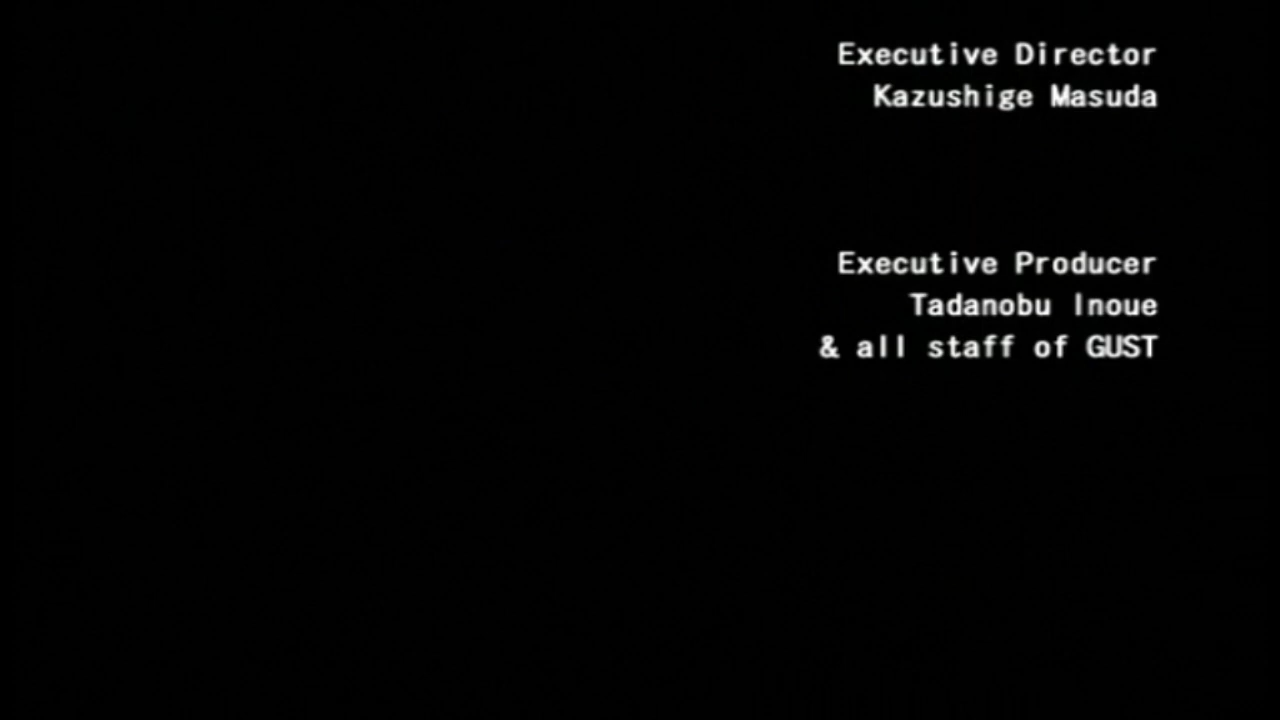 Executive Director
Kazushige Masuda
Executive Producer
Tadanobu Inoue
& all staff of GUST